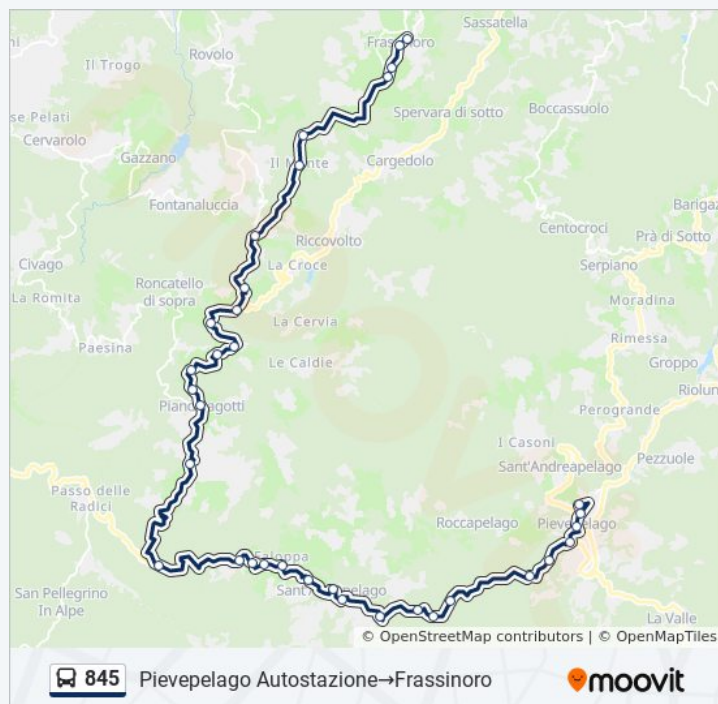 Sassatella
Frassinoro
Rovolo
Il Trogo
Spervara di sotto
Boccassuolo
se Pelati
Cervarolo
Gazzano
Il Monte
Cargedolo
Fontanaluccia
Barigaz
Centocroci
Prà di Sotto
Riccovolto
Civago
La Croce
Serpiano
Roncatello
di sopra
La Romita
Moradina
La Cervia
Rimessa
Paesina
Le Caldie
Groppo
Riolun
Piandelagotti
Perogrande
I Casoni
Sant'Andreapelago
Pezzuole
Passo delle
Radici
Roccapelago
Pievepelago
San Pellegrino
In Alpe
La Valle
© OpenStreetMap contributors | © OpenMapTiles
845 Pievepelago Autostazione→Frassinoro
moovit